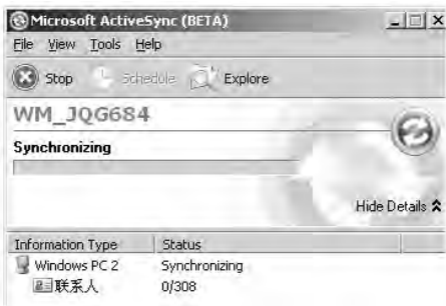 Microsoft ActiveSync (BETA)
File View Tools Help
Stop Schedule Explore
WM_JQG684
Synchronizing
Hide Details
Information Type Status
Windows PC 2 Synchronizing
联系人 0/308